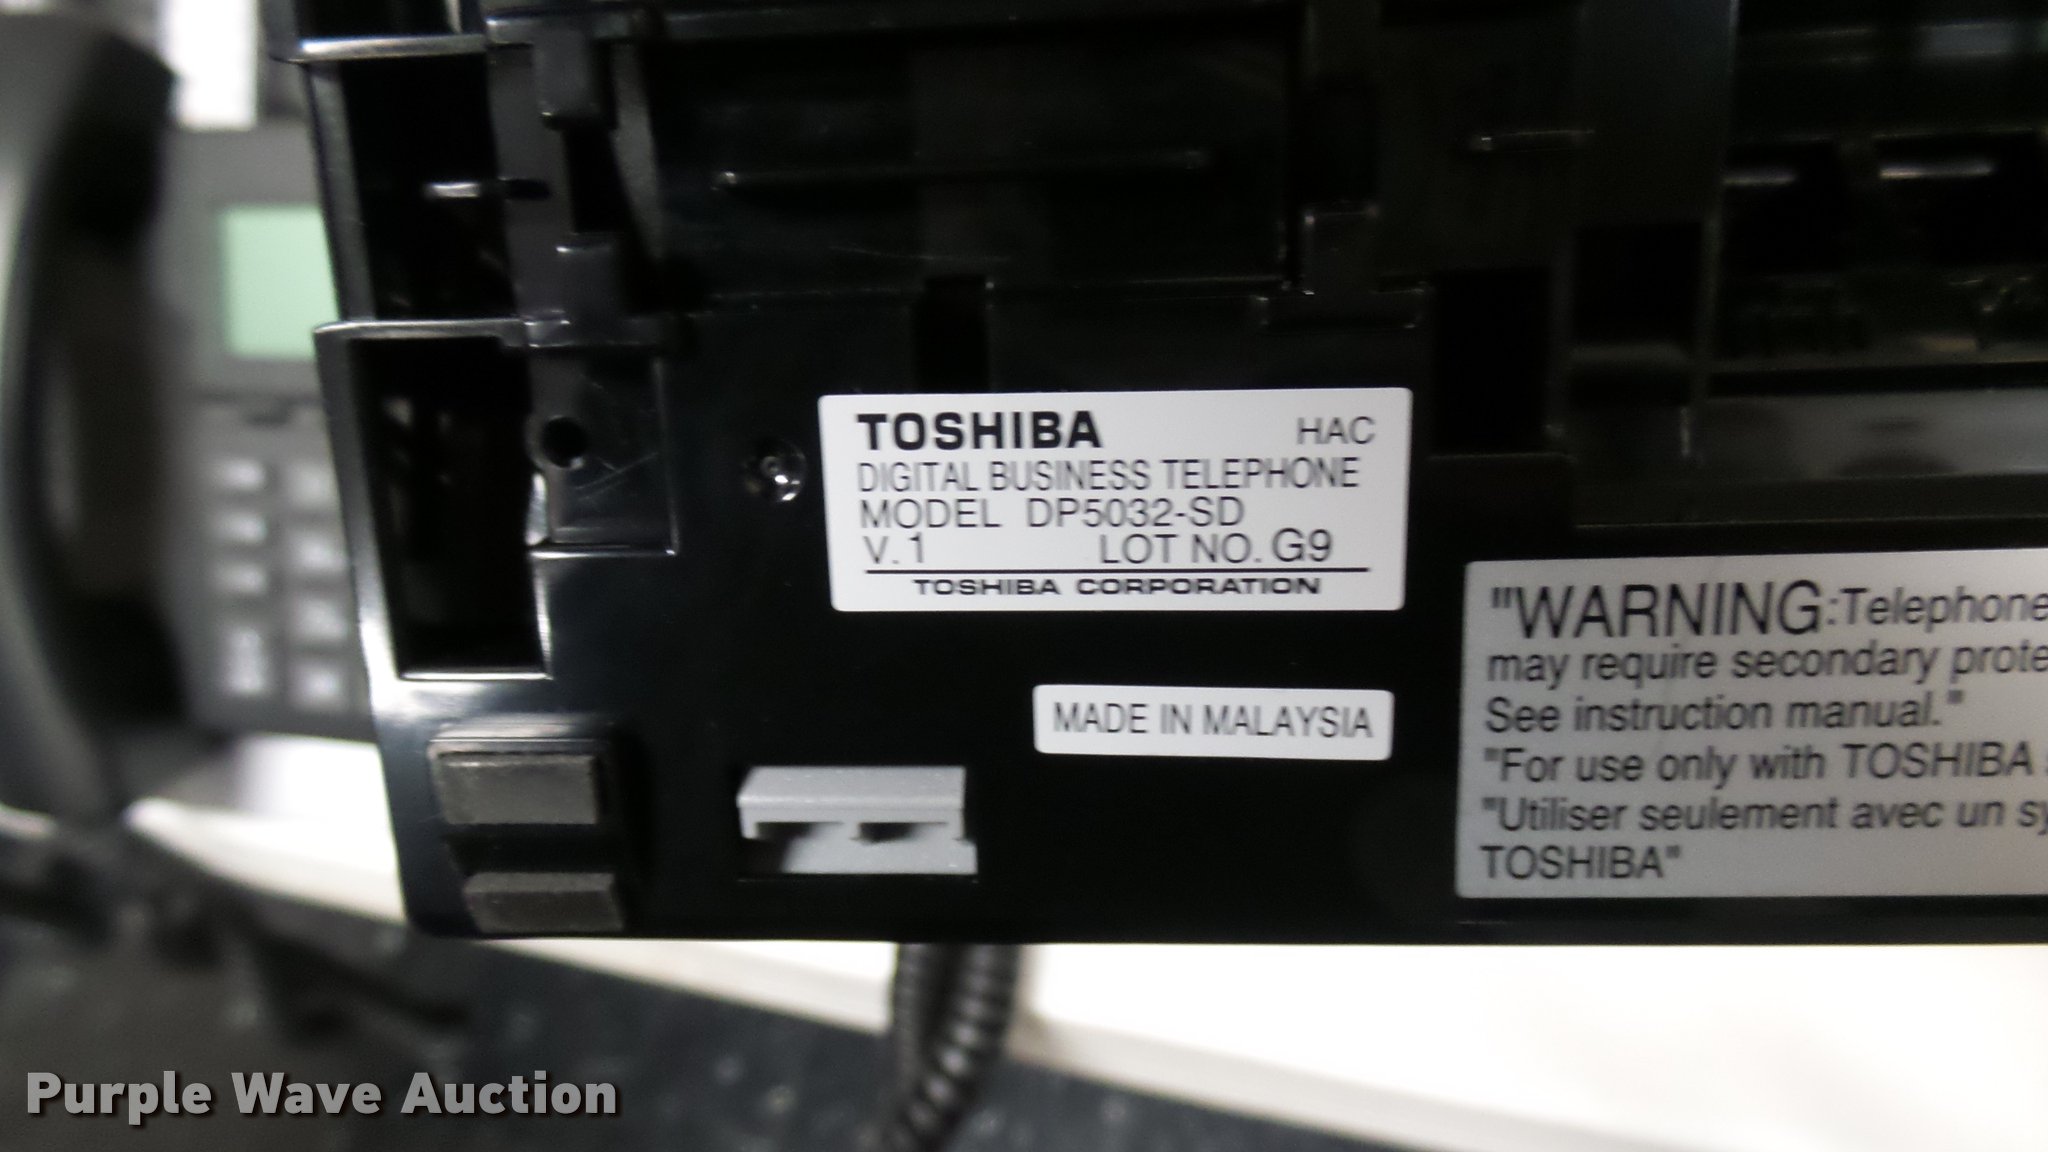 TOSHIBA HAC
DIGITAL BUSINESS TELEPHONE
MODEL DP5032-SD
V.1 LOT NO. G9
TOSHIBA CORPORATION
MADE IN MALAYSIA
"WARNING:Telephone
may require secondary prote
See instruction manual."
"For use only with TOSHIBA
"Utiliser seulement avec un sy
TOSHIBA"
Purple Wave Auction